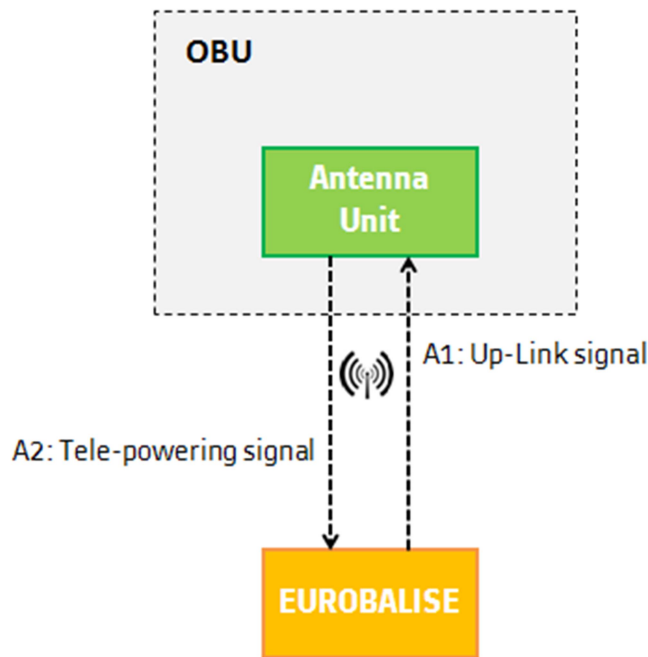 OBU
Antenna
Unit
A1: Up-Link signal
A2: Tele-powering signal
EUROBALISE